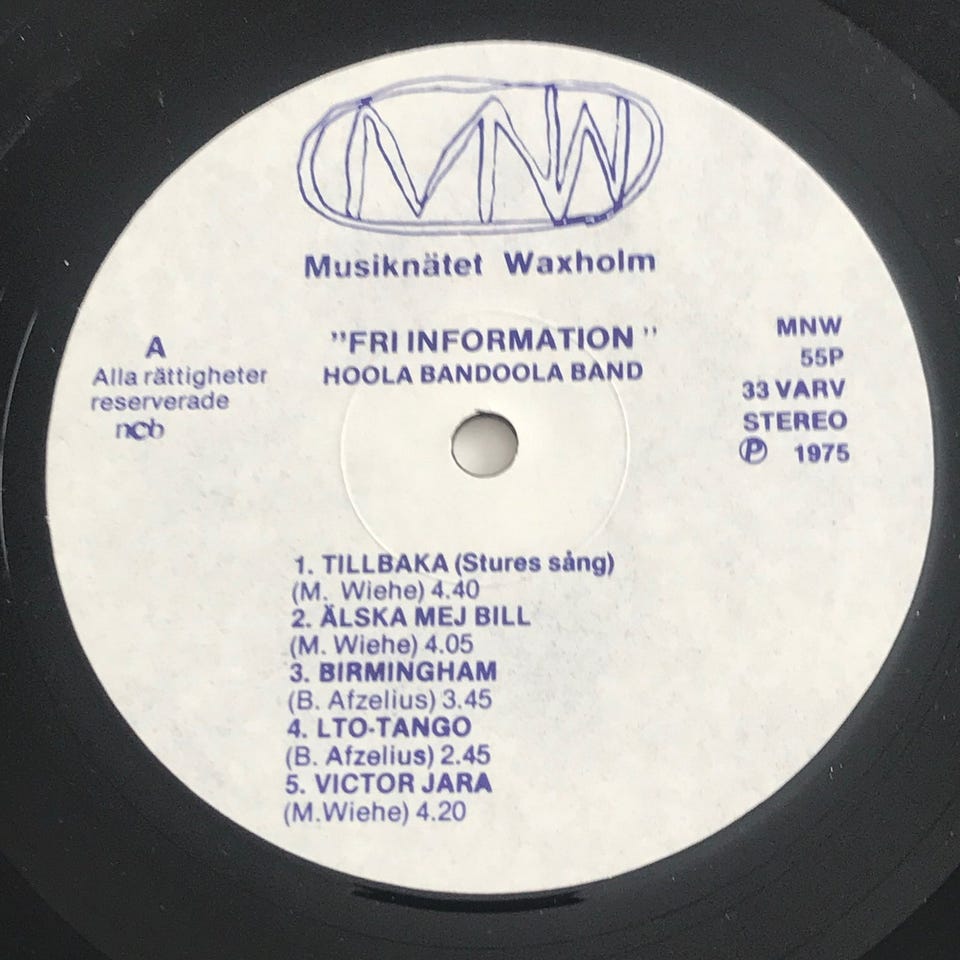 MNW
Musiknätet Waxholm
"FRI INFORMATION"
HOOLA BANDOOLA BAND
A
Alla rättigheter
reserverade
ncb
MNW
55P
33 VARV
STEREO
Ⓟ 1975
1. TILLBAKA (Stures sång)
(M. Wiehe) 4.40
2. ÄLSKA MEJ BILL
(M. Wiehe) 4.05
3. BIRMINGHAM
(B. Afzelius) 3.45
4. LTO-TANGO
(B. Afzelius) 2.45
5. VICTOR JARA
(M.Wiehe) 4.20